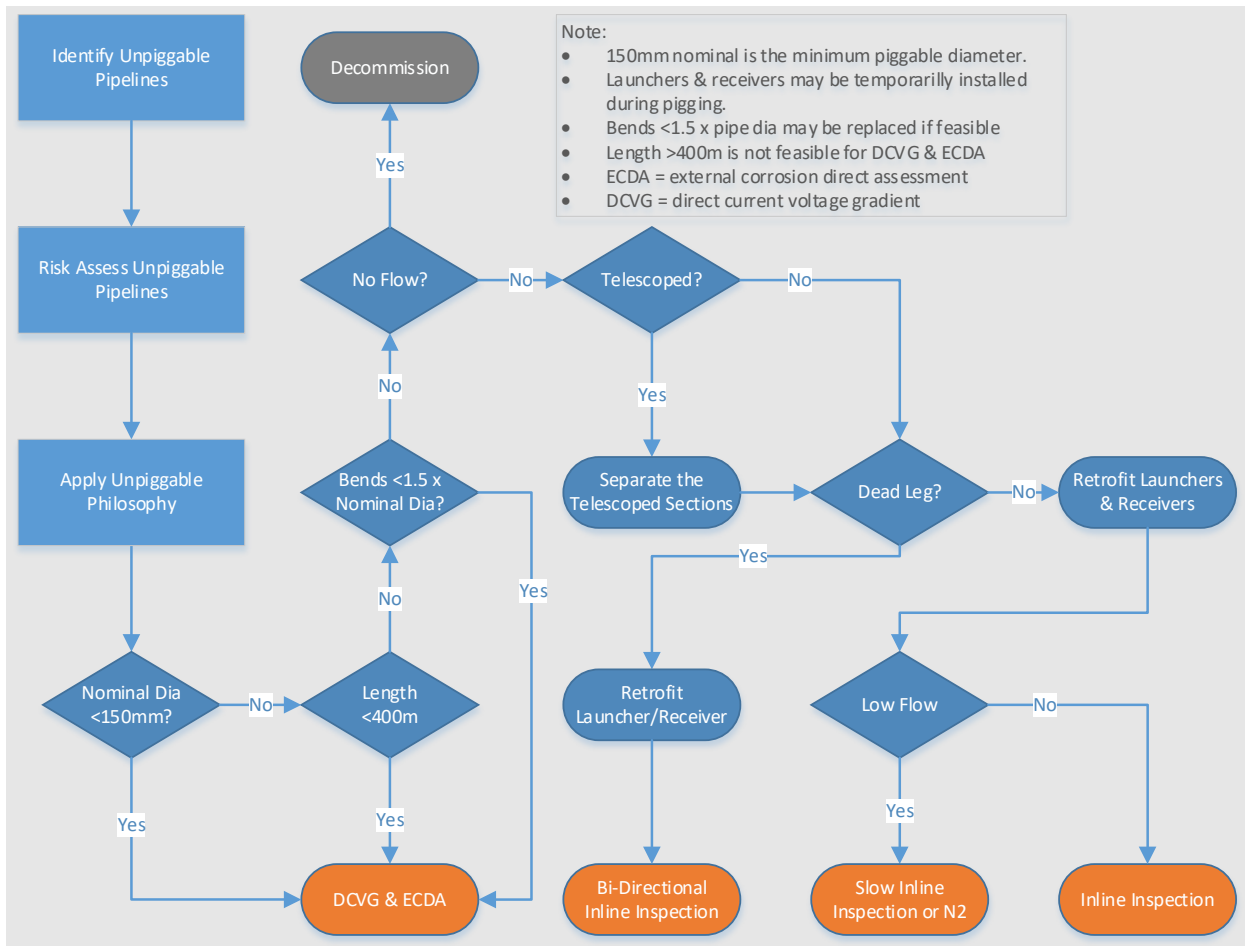 Identify Unpiggable
Pipelines
Decommission
Note:
• 150mm nominal is the minimum piggable diameter.
• Launchers & receivers may be temporarilly installed
during pigging.
• Bends <1.5 x pipe dia may be replaced if feasible
• Length >400m is not feasible for DCVG & ECDA
• ECDA = external corrosion direct assessment
• DCVG = direct current voltage gradient
Yes
Risk Assess Unpiggable
Pipelines
No Flow?
No
Telescoped?
No
No
Yes
Apply Unpiggable
Philosophy
Bends <1.5 x
Nominal Dia?
Separate the
Telescoped Sections
Dead Leg?
No
Retrofit Launchers
& Receivers
Yes
Yes
No
Nominal Dia
<150mm?
No
Length
<400m
Retrofit
Launcher/Receiver
Low Flow
No
Yes
Yes
Yes
DCVG & ECDA
Bi-Directional
Inline Inspection
Slow Inline
Inspection or N2
Inline Inspection